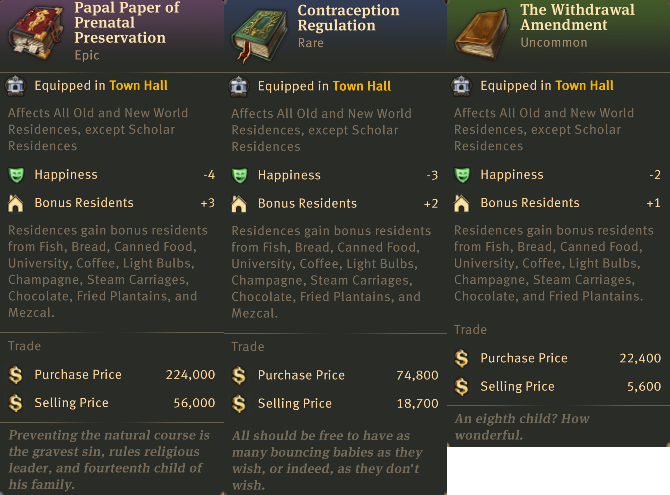 Papal Paper of
Prenatal
Preservation
Epic
Equipped in Town Hall
Affects All Old and New World
Residences, except Scholar
Residences
Happiness -4
Bonus Residents +3
Residences gain bonus residents
from Fish, Bread, Canned Food,
University, Coffee, Light Bulbs,
Champagne, Steam Carriages,
Chocolate, Fried Plantains, and
Mezcal.
Trade
Purchase Price 224,000
Selling Price 56,000
Preventing the natural course is
the gravest sin, rules religious
leader, and fourteenth child of
his family.
Contraception
Regulation
Rare
Equipped in Town Hall
Affects All Old and New World
Residences, except Scholar
Residences
Happiness -3
Bonus Residents +2
Residences gain bonus residents
from Fish, Bread, Canned Food,
University, Coffee, Light Bulbs,
Champagne, Steam Carriages,
Chocolate, Fried Plantains, and
Mezcal.
Trade
Purchase Price 74,800
Selling Price 18,700
All should be free to have as
many bouncing babies as they
wish, or indeed, as they don't
wish.
The Withdrawal
Amendment
Uncommon
Equipped in Town Hall
Affects All Old and New World
Residences, except Scholar
Residences
Happiness -2
Bonus Residents +1
Residences gain bonus residents
from Fish, Bread, Canned Food,
University, Coffee, Light Bulbs,
Champagne, Steam Carriages,
Chocolate, and Fried Plantains.
Trade
Purchase Price 22,400
Selling Price 5,600
An eighth child? How
wonderful.